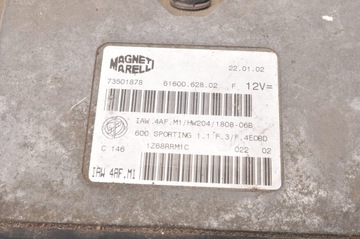 MAGNETI MARELLI
22.01.02
73501878 61600.628.02 F 12V=
IAW.4AF.M1/HW204/1808-06B
600 SPORTING 1.1 F.3/F.4EOBD
C 146 1Z68RRM1C 022 02
IAW 4AF.M1